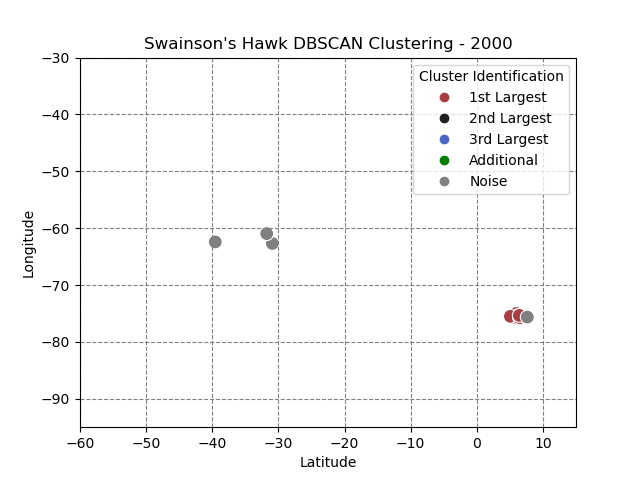 Swainson's Hawk DBSCAN Clustering - 2000
Cluster Identification
1st Largest
2nd Largest
3rd Largest
Additional
Noise
Longitude
−30
−40
−50
−60
−70
−80
−90
−60 −50 −40 −30 −20 −10 0 10
Latitude